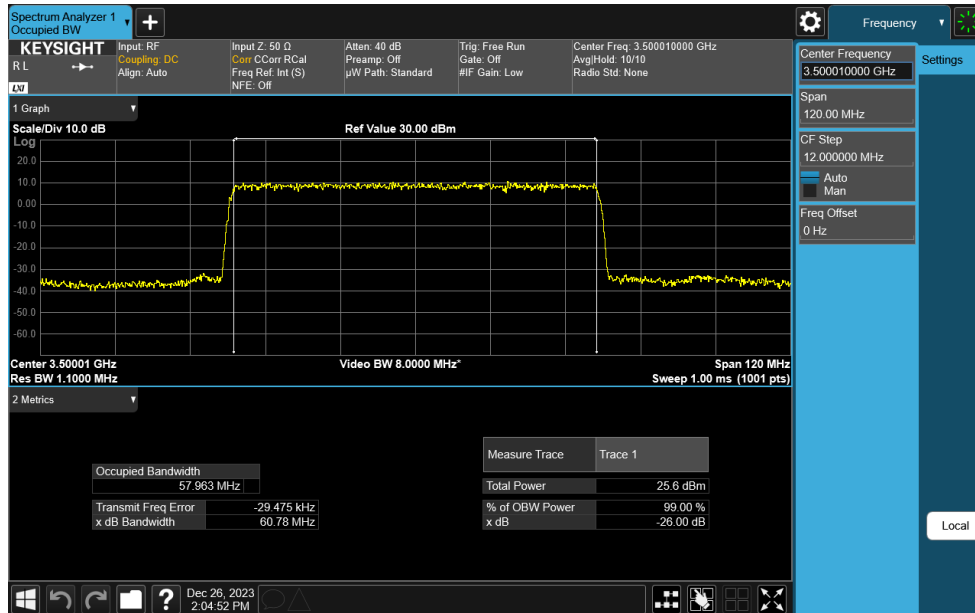 Spectrum Analyzer 1
Occupied BW
Frequency
KEYSIGHT
R L
LXI
Input: RF
Coupling: DC
Align: Auto
Input Z: 50 Ω
Corr CCorr RCal
Freq Ref: Int (S)
NFE: Off
Atten: 40 dB
Preamp: Off
µW Path: Standard
Trig: Free Run
Gate: Off
#IF Gain: Low
Center Freq: 3.500010000 GHz
Avg|Hold: 10/10
Radio Std: None
Center Frequency
3.500010000 GHz
Settings
Span
120.00 MHz
CF Step
12.000000 MHz
Auto
Man
Freq Offset
0 Hz
Local
1 Graph
Scale/Div 10.0 dB
Ref Value 30.00 dBm
Log
20.0
10.0
0.00
-10.0
-20.0
-30.0
-40.0
-50.0
-60.0
Center 3.50001 GHz
Video BW 8.0000 MHz*
Span 120 MHz
Res BW 1.1000 MHz
Sweep 1.00 ms (1001 pts)
2 Metrics
Measure Trace
Trace 1
Occupied Bandwidth
57.963 MHz
Total Power
25.6 dBm
Transmit Freq Error
-29.475 kHz
% of OBW Power
99.00 %
x dB Bandwidth
60.78 MHz
x dB
-26.00 dB
?
Dec 26, 2023
2:04:52 PM